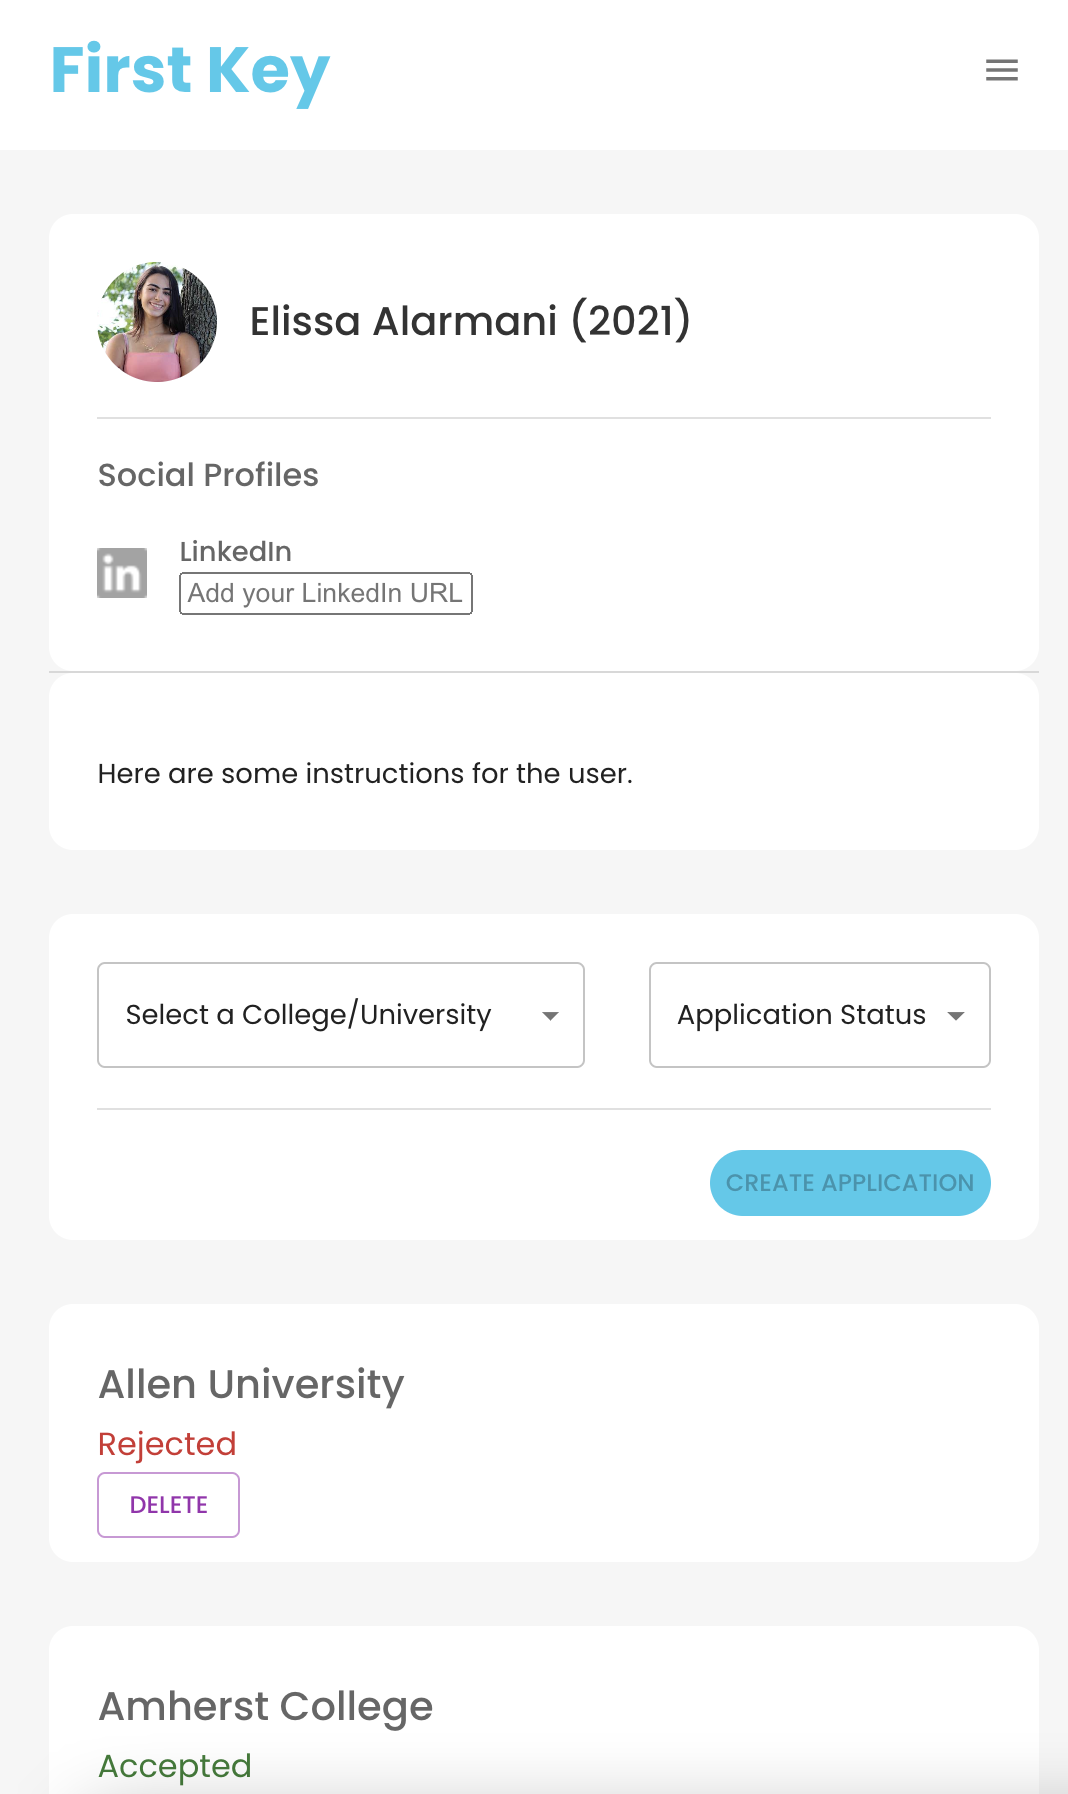 First Key
Elissa Alarmani (2021)
Social Profiles
in
LinkedIn
Add your LinkedIn URL
Here are some instructions for the user.
Select a College/University
Application Status
CREATE APPLICATION
Allen University
Rejected
DELETE
Amherst College
Accepted